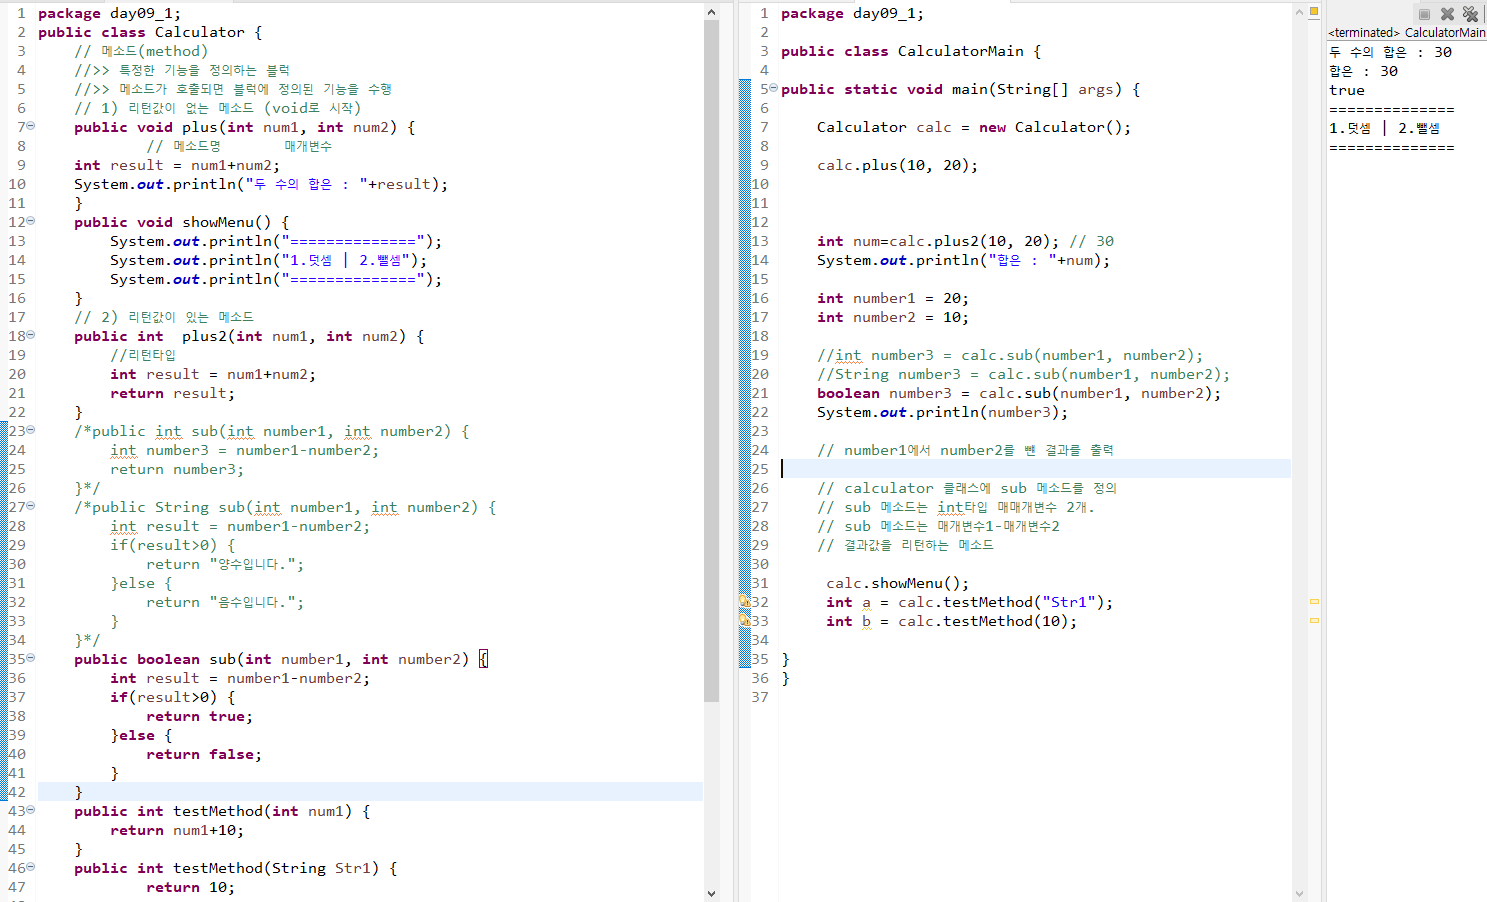 1 package day09_1;
2 public class Calculator {
3 // 메소드(method)
4 //>> 특정한 기능을 정의하는 블럭
5 //>> 메소드가 호출되면 블럭에 정의된 기능을 수행
6 // 1) 리턴값이 없는 메소드 (void로 시작)
7 public void plus(int num1, int num2) {
8 // 메소드명 매개변수
9 int result = num1+num2;
10 System.out.println("두 수의 합은 : "+result);
11 }
12 public void showMenu() {
13 System.out.println("==============");
14 System.out.println("1.덧셈 | 2.뺄셈");
15 System.out.println("==============");
16 }
17 // 2) 리턴값이 있는 메소드
18 public int plus2(int num1, int num2) {
19 //리턴타입
20 int result = num1+num2;
21 return result;
22 }
23 /*public int sub(int number1, int number2) {
24 int number3 = number1-number2;
25 return number3;
26 }*/
27 /*public String sub(int number1, int number2) {
28 int result = number1-number2;
29 if(result>0) {
30 return "양수입니다.";
31 }else {
32 return "음수입니다.";
33 }
34 }*/
35 public boolean sub(int number1, int number2) {
36 int result = number1-number2;
37 if(result>0) {
38 return true;
39 }else {
40 return false;
41 }
42 }
43 public int testMethod(int num1) {
44 return num1+10;
45 }
46 public int testMethod(String Str1) {
47 return 10;
1 package day09_1;
2
3 public class CalculatorMain {
4
5 public static void main(String[] args) {
6
7 Calculator calc = new Calculator();
8
9 calc.plus(10, 20);
10
11
12
13 int num=calc.plus2(10, 20); // 30
14 System.out.println("합은 : "+num);
15
16 int number1 = 20;
17 int number2 = 10;
18
19 //int number3 = calc.sub(number1, number2);
20 //String number3 = calc.sub(number1, number2);
21 boolean number3 = calc.sub(number1, number2);
22 System.out.println(number3);
23
24 // number1에서 number2를 뺀 결과를 출력
25
26 // calculator 클래스에 sub 메소드를 정의
27 // sub 메소드는 int타입 매매개변수 2개.
28 // sub 메소드는 매개변수1-매개변수2
29 // 결과값을 리턴하는 메소드
30
31 calc.showMenu();
32 int a = calc.testMethod("Str1");
33 int b = calc.testMethod(10);
34
35 }
36 }
37
<terminated> CalculatorMain
두 수의 합은 : 30
합은 : 30
true
==============
1.덧셈 | 2.뺄셈
==============